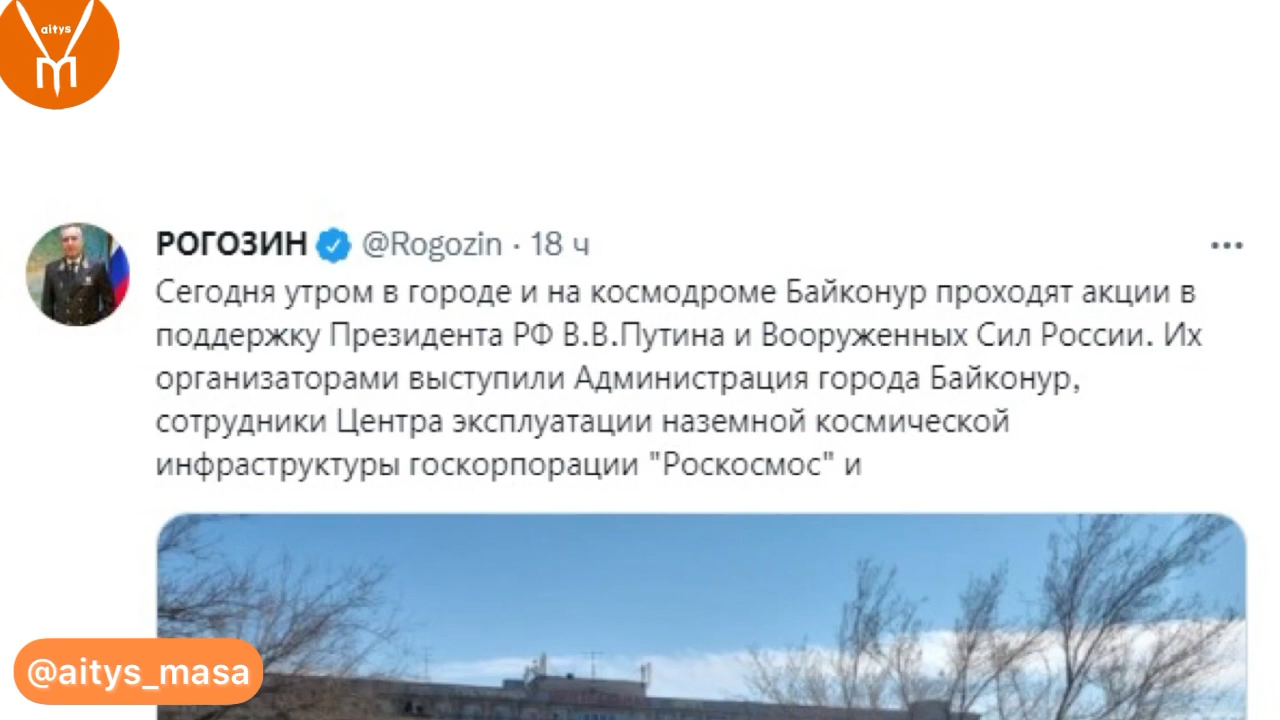 aitys
РОГОЗИН @Rogozin · 18 ч
Сегодня утром в городе и на космодроме Байконур проходят акции в
поддержку Президента РФ В.В.Путина и Вооруженных Сил России. Их
организаторами выступили Администрация города Байконур,
сотрудники Центра эксплуатации наземной космической
инфраструктуры госкорпорации "Роскосмос" и
@aitys_masa